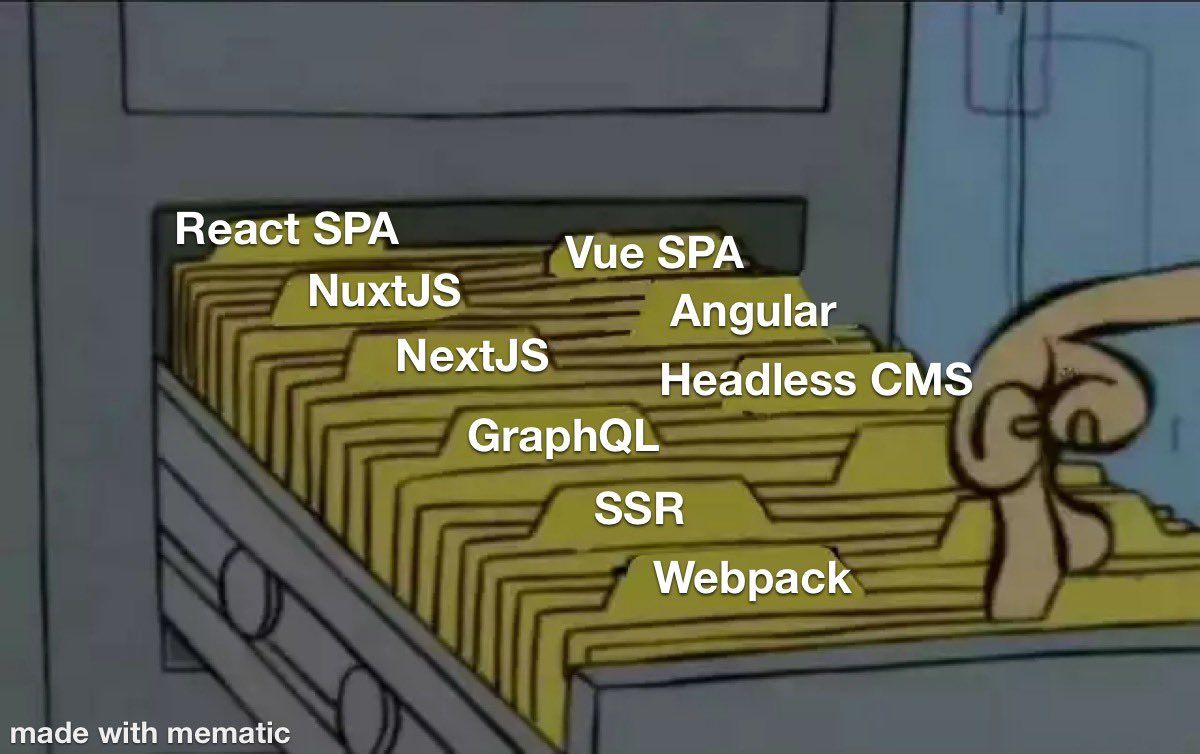 React SPA
Vue SPA
NuxtJS
Angular
NextJS
Headless CMS
GraphQL
SSR
Webpack
made with mematic